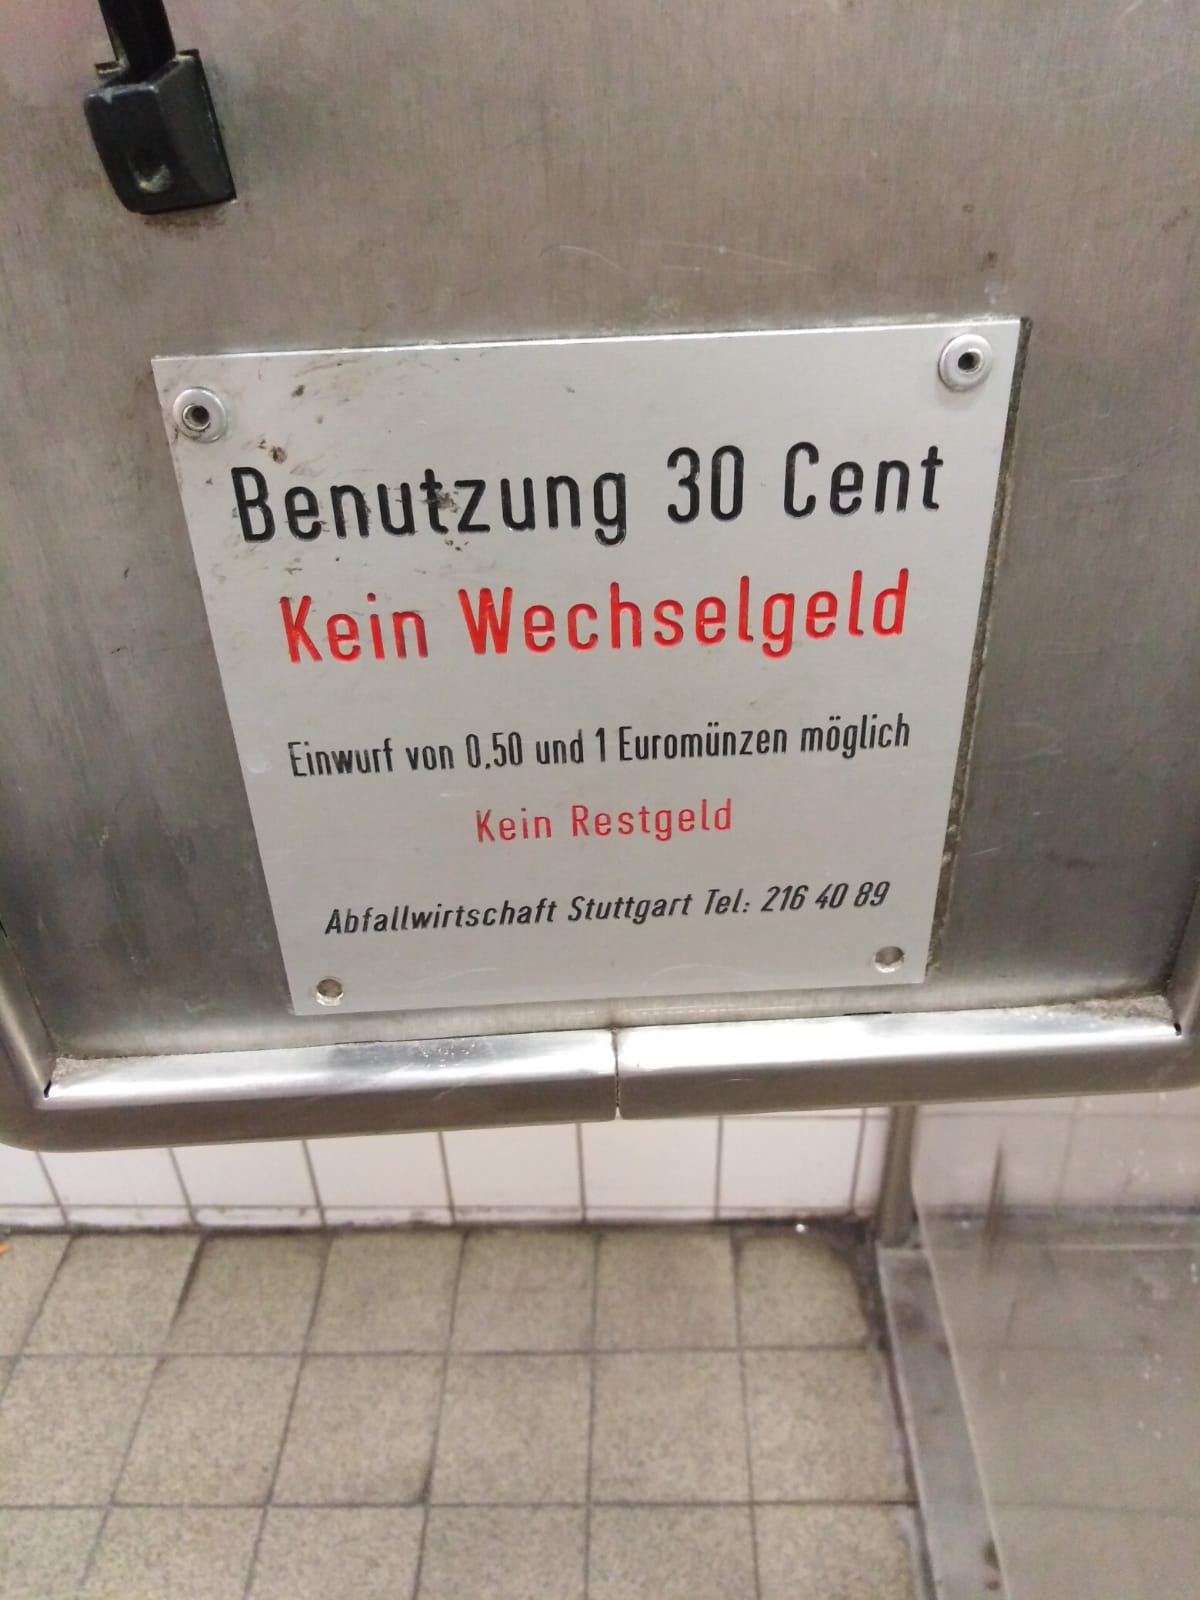 Benutzung 30 Cent
Kein Wechselgeld
Einwurf von 0,50 und 1 Euromünzen möglich
Kein Restgeld
Abfallwirtschaft Stuttgart Tel: 216 40 89